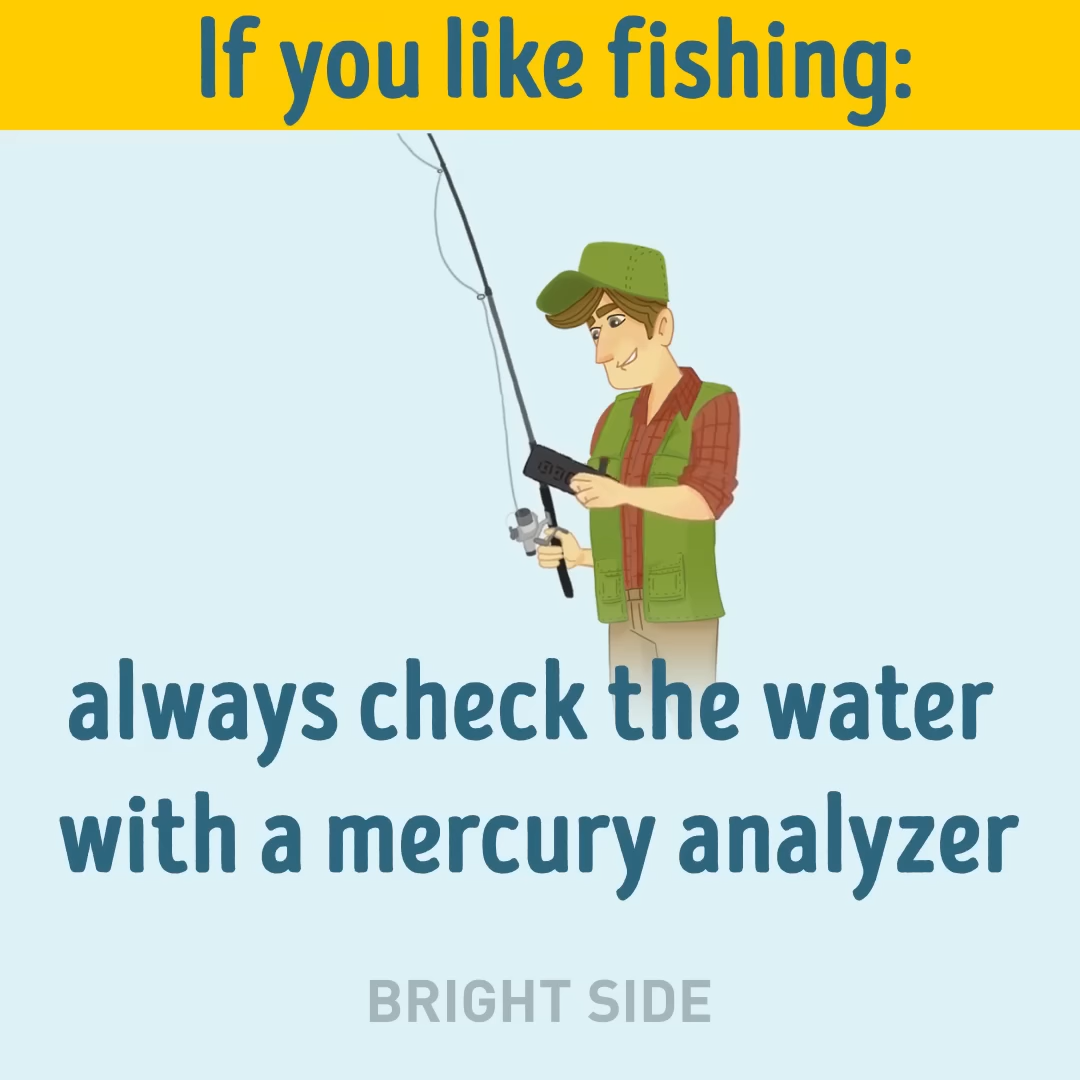 If you like fishing:
always check the water
with a mercury analyzer
BRIGHT SIDE